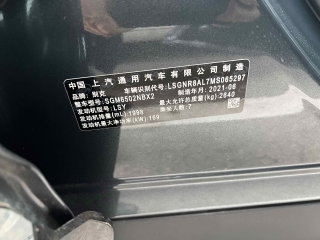 中国 上汽通用汽车有限公司 制造
品牌: 别克 车辆识别代号: LSGNR8AL7MS065297
整车型号: SGM6502NBX2 制造年月: 2021-06
发动机型号: LSY 最大允许总质量(kg): 2640
发动机排量(mL): 1998 乘坐人数: 7
发动机最大净功率(kW): 169